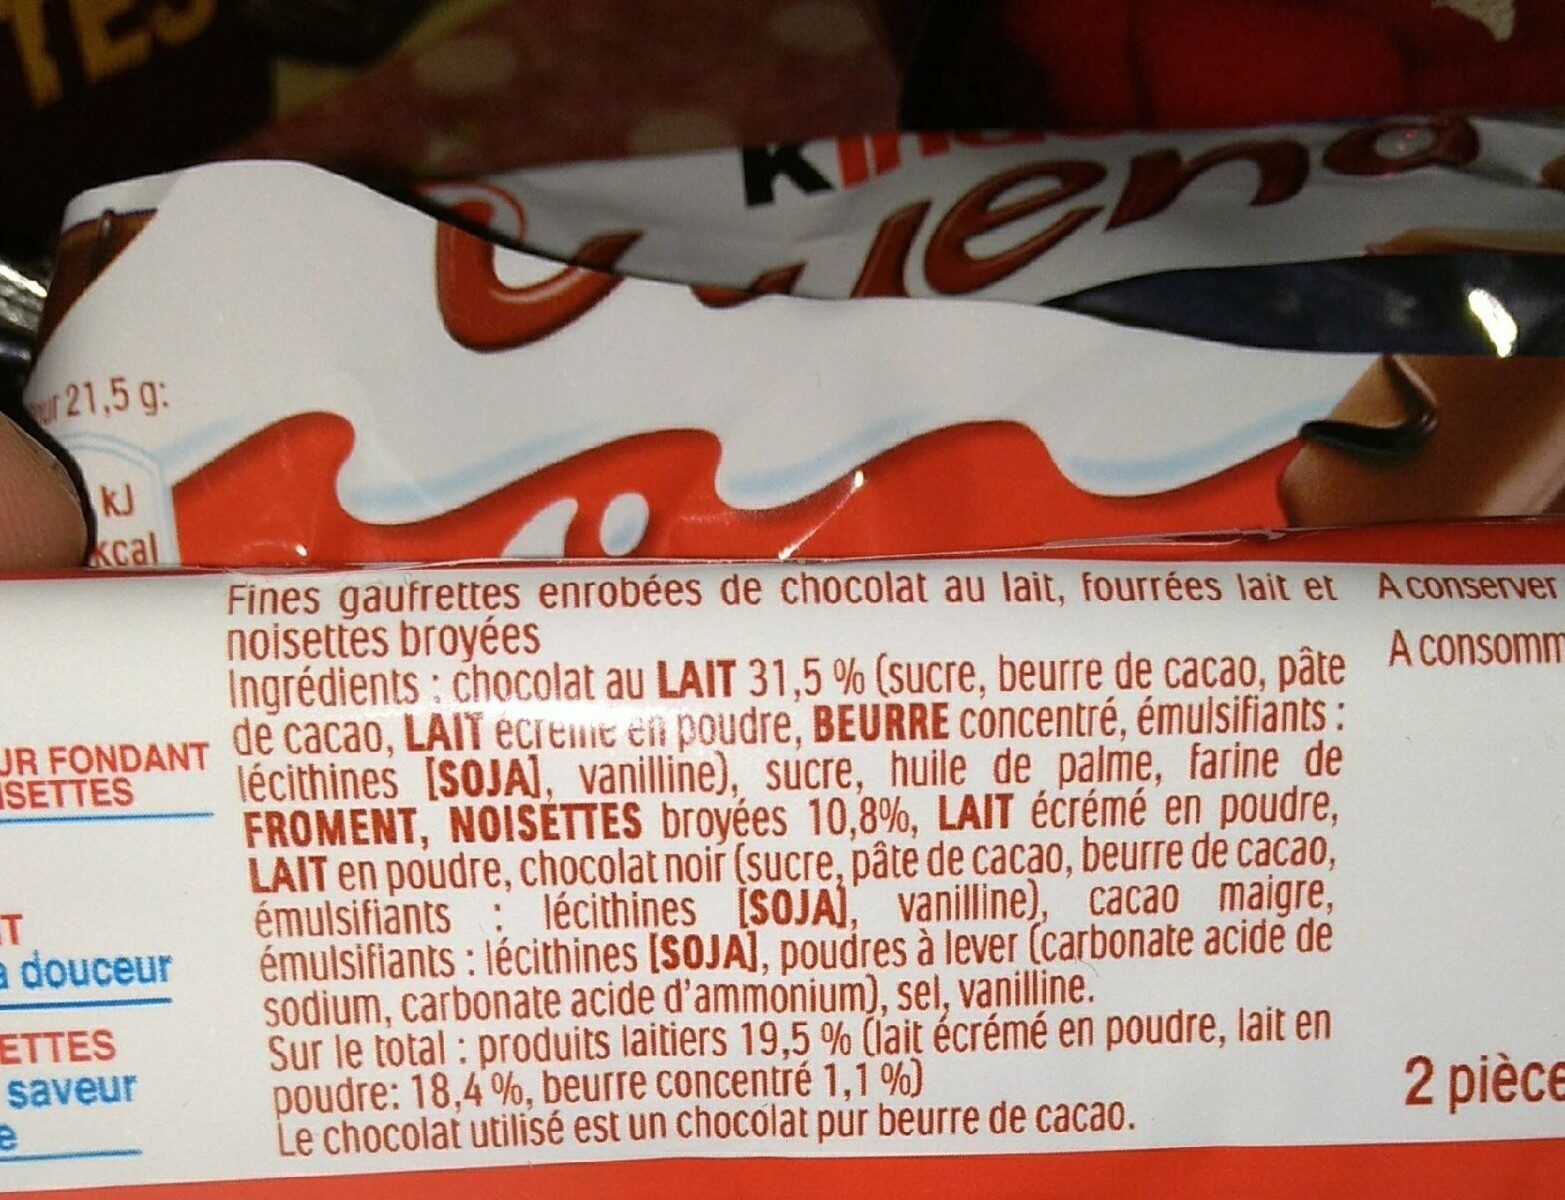 TES
Kin
ueno
21,5 g:
kJ
kcal
Fines gaufrettes enrobées de chocolat au lait, fourrées lait et
noisettes broyées
Ingrédients : chocolat au LAIT 31,5 % (sucre, beurre de cacao, pâte
de cacao, LAIT écrémé en poudre, BEURRE concentré, émulsifiants :
lécithines [SOJA], vanilline), sucre, huile de palme, farine de
FROMENT, NOISETTES broyées 10,8%, LAIT écrémé en poudre,
LAIT en poudre, chocolat noir (sucre, pâte de cacao, beurre de cacao,
émulsifiants : lécithines [SOJA], vanilline), cacao maigre,
émulsifiants : lécithines [SOJA], poudres à lever (carbonate acide de
sodium, carbonate acide d'ammonium), sel, vanilline.
Sur le total : produits laitiers 19,5 % (lait écrémé en poudre, lait en
poudre: 18,4 %, beurre concentré 1,1 %)
Le chocolat utilisé est un chocolat pur beurre de cacao.
UR FONDANT
ISETTES
T
a douceur
ETTES
saveur
e
A conserver
A consomm
2 pièce